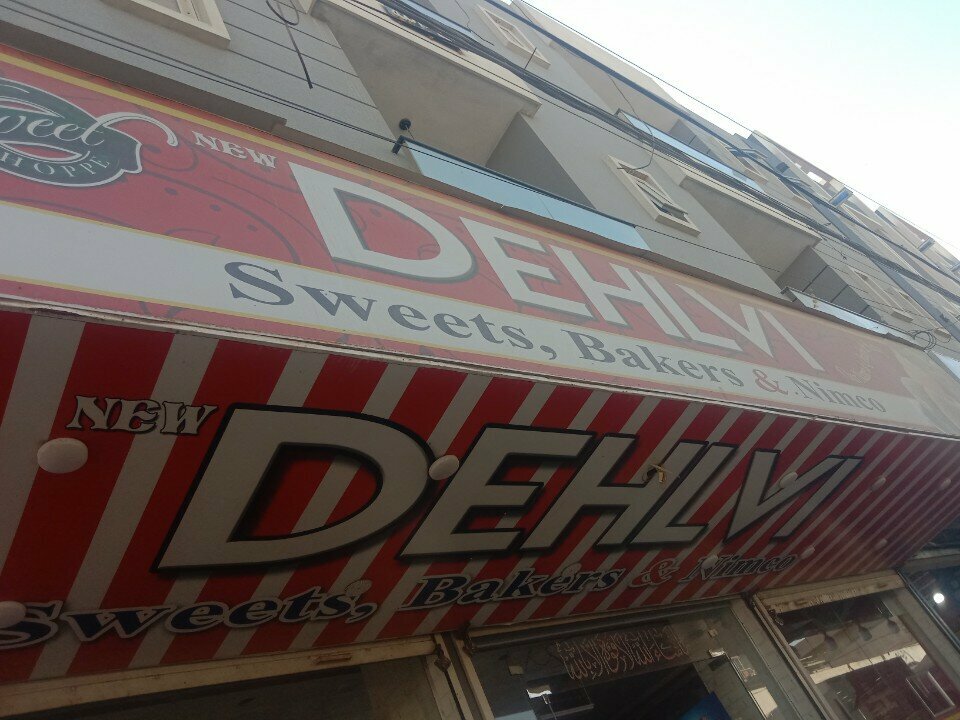 Sweet
SHOPPE
NEW
DEHLVI
Sweets, Bakers & Nimco
NEW
DEHLVI
Sweets, Bakers & Nimco